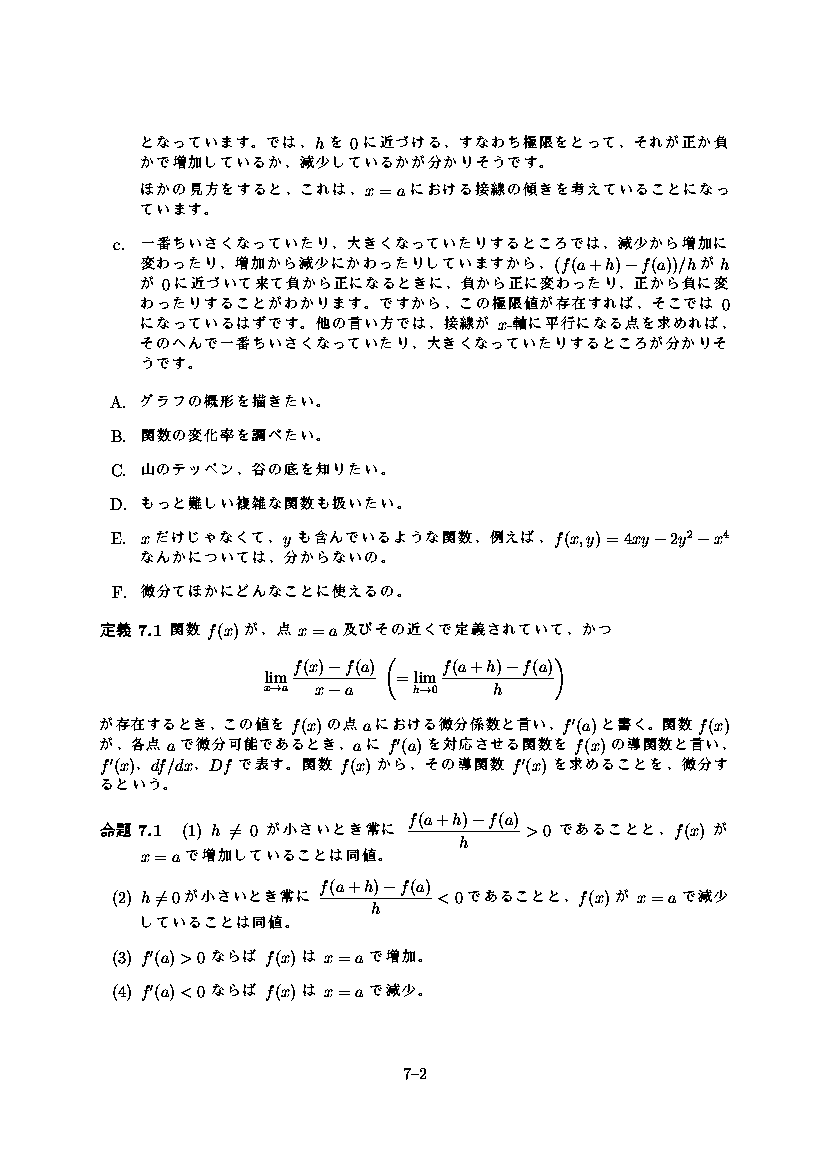 となっています。では、h を 0 に近づける、すなわち極限をとって、それが正か負
かで増加しているか、減少しているかが分かりそうです。
ほかの見方をすると、これは、x = a における接線の傾きを考えていることになっ
ています。
c. 一番ちいさくなっていたり、大きくなっていたりするところでは、減少から増加に
変わったり、増加から減少にかわったりしていますから、(f(a + h) − f(a))/h が h
が 0 に近づいて来て負から正になるときに、負から正に変わったり、正から負に変
わったりすることがわかります。ですから、この極限値が存在すれば、そこでは 0
になっているはずです。他の言い方では、接線が x-軸に平行になる点を求めれば、
そのへんで一番ちいさくなっていたり、大きくなっていたりするところが分かりそ
うです。
A. グラフの概形を描きたい。
B. 関数の変化率を調べたい。
C. 山のテッペン、谷の底を知りたい。
D. もっと難しい複雑な関数も扱いたい。
E. x だけじゃなくて、y も含んでいるような関数、例えば、f(x, y) = 4xy − 2y² − x⁴
なんかについては、分からないの。
F. 微分てほかにどんなことに使えるの。
定義 7.1 関数 f(x) が、点 x = a 及びその近くで定義されていて、かつ
lim_{x→a} (f(x) − f(a))/(x − a) (= lim_{h→0} (f(a + h) − f(a))/h)
が存在するとき、この値を f(x) の点 a における微分係数と言い、f′(a) と書く。関数 f(x)
が、各点 a で微分可能であるとき、a に f′(a) を対応させる関数を f(x) の導関数と言い、
f′(x)、df/dx、Df で表す。関数 f(x) から、その導関数 f′(x) を求めることを、微分す
るという。
命題 7.1 (1) h ≠ 0 が小さいとき常に (f(a + h) − f(a))/h > 0 であることと、f(x) が
x = a で増加していることは同値。
(2) h ≠ 0 が小さいとき常に (f(a + h) − f(a))/h < 0 であることと、f(x) が x = a で減少
していることは同値。
(3) f′(a) > 0 ならば f(x) は x = a で増加。
(4) f′(a) < 0 ならば f(x) は x = a で減少。
7–2